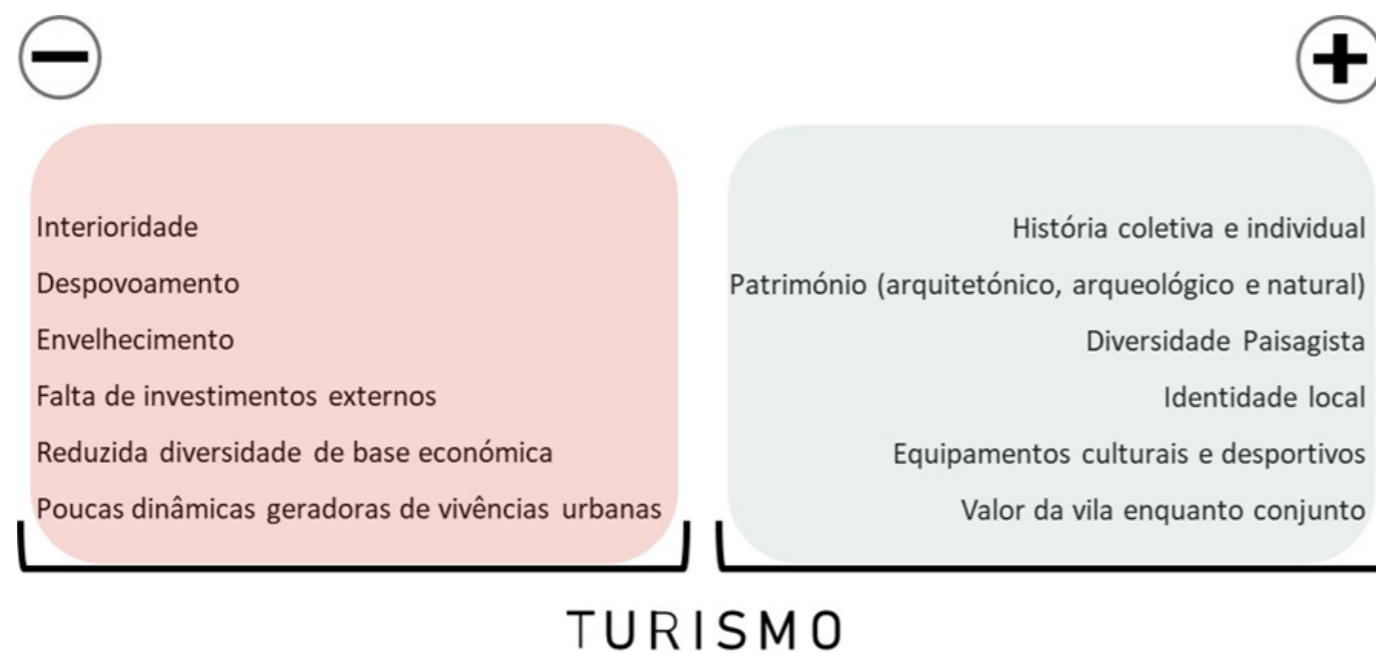 Interioridade
Despovoamento
Envelhecimento
Falta de investimentos externos
Reduzida diversidade de base económica
Poucas dinâmicas geradoras de vivências urbanas
História coletiva e individual
Património (arquitetónico, arqueológico e natural)
Diversidade Paisagista
Identidade local
Equipamentos culturais e desportivos
Valor da vila enquanto conjunto
TURISMO